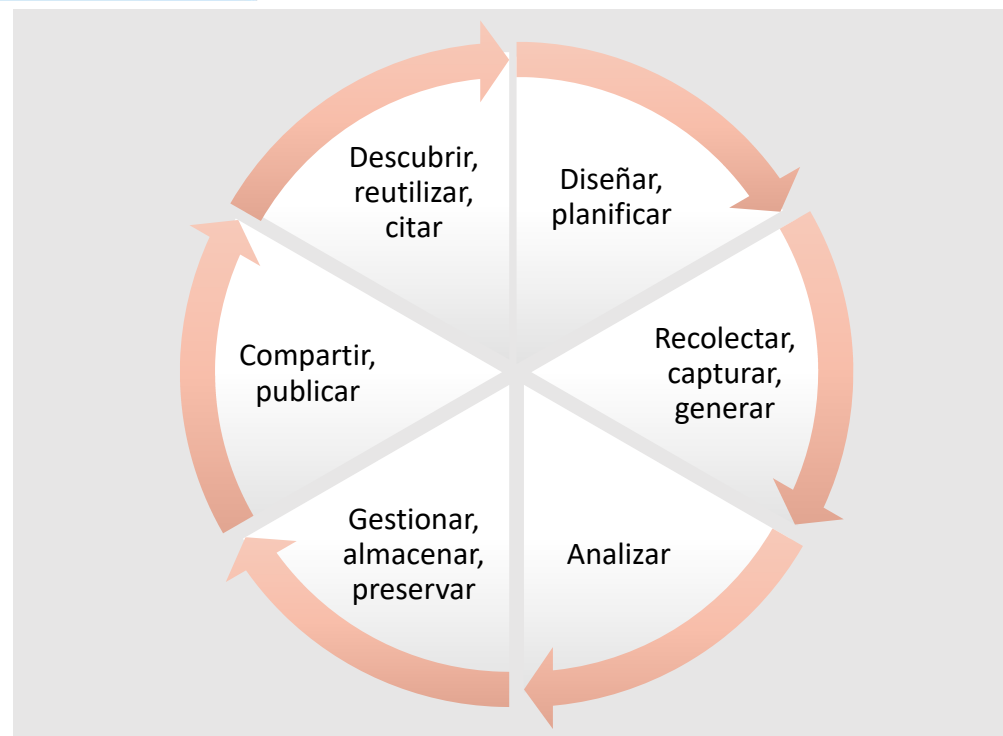 Diseñar,
planificar
Recolectar,
capturar,
generar
Analizar
Gestionar,
almacenar,
preservar
Compartir,
publicar
Descubrir,
reutilizar,
citar